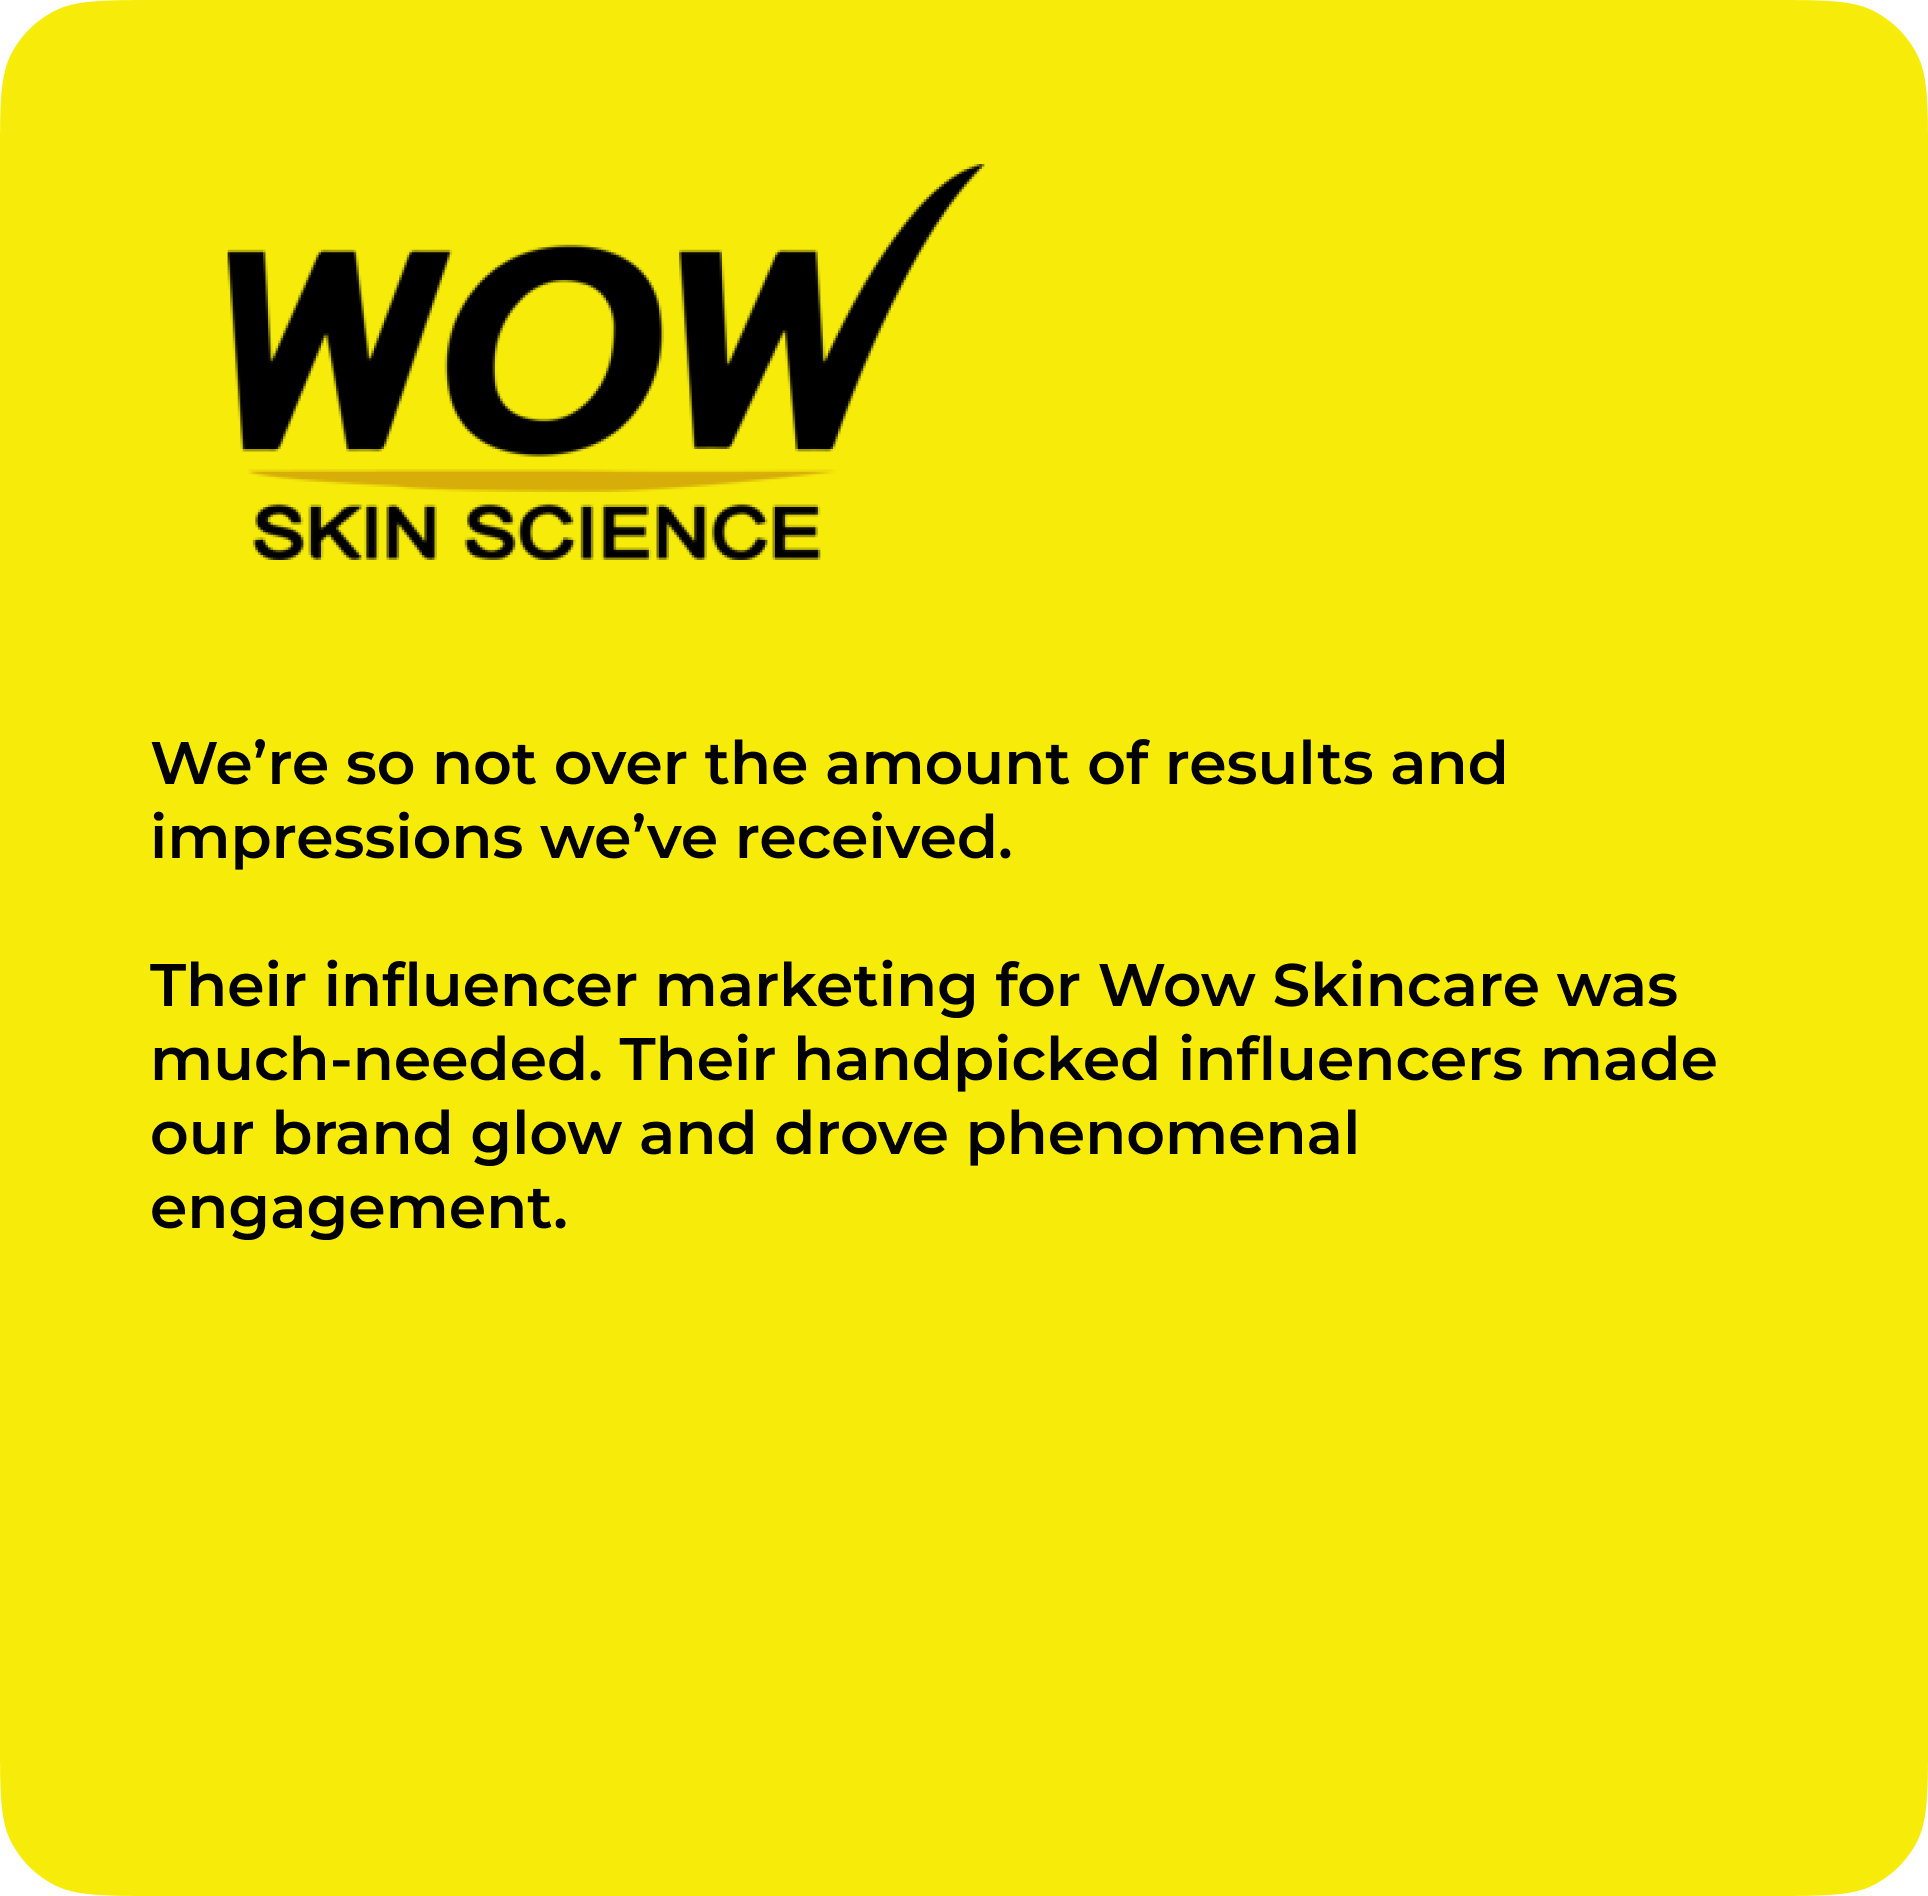 WOW
SKIN SCIENCE
We’re so not over the amount of results and
impressions we’ve received.
Their influencer marketing for Wow Skincare was
much-needed. Their handpicked influencers made
our brand glow and drove phenomenal
engagement.